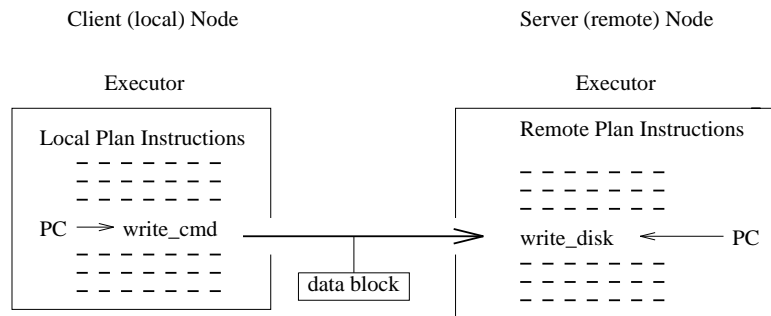 Client (local) Node
Server (remote) Node
Executor
Executor
Local Plan Instructions
Remote Plan Instructions
PC
write_cmd
write_disk
PC
data block